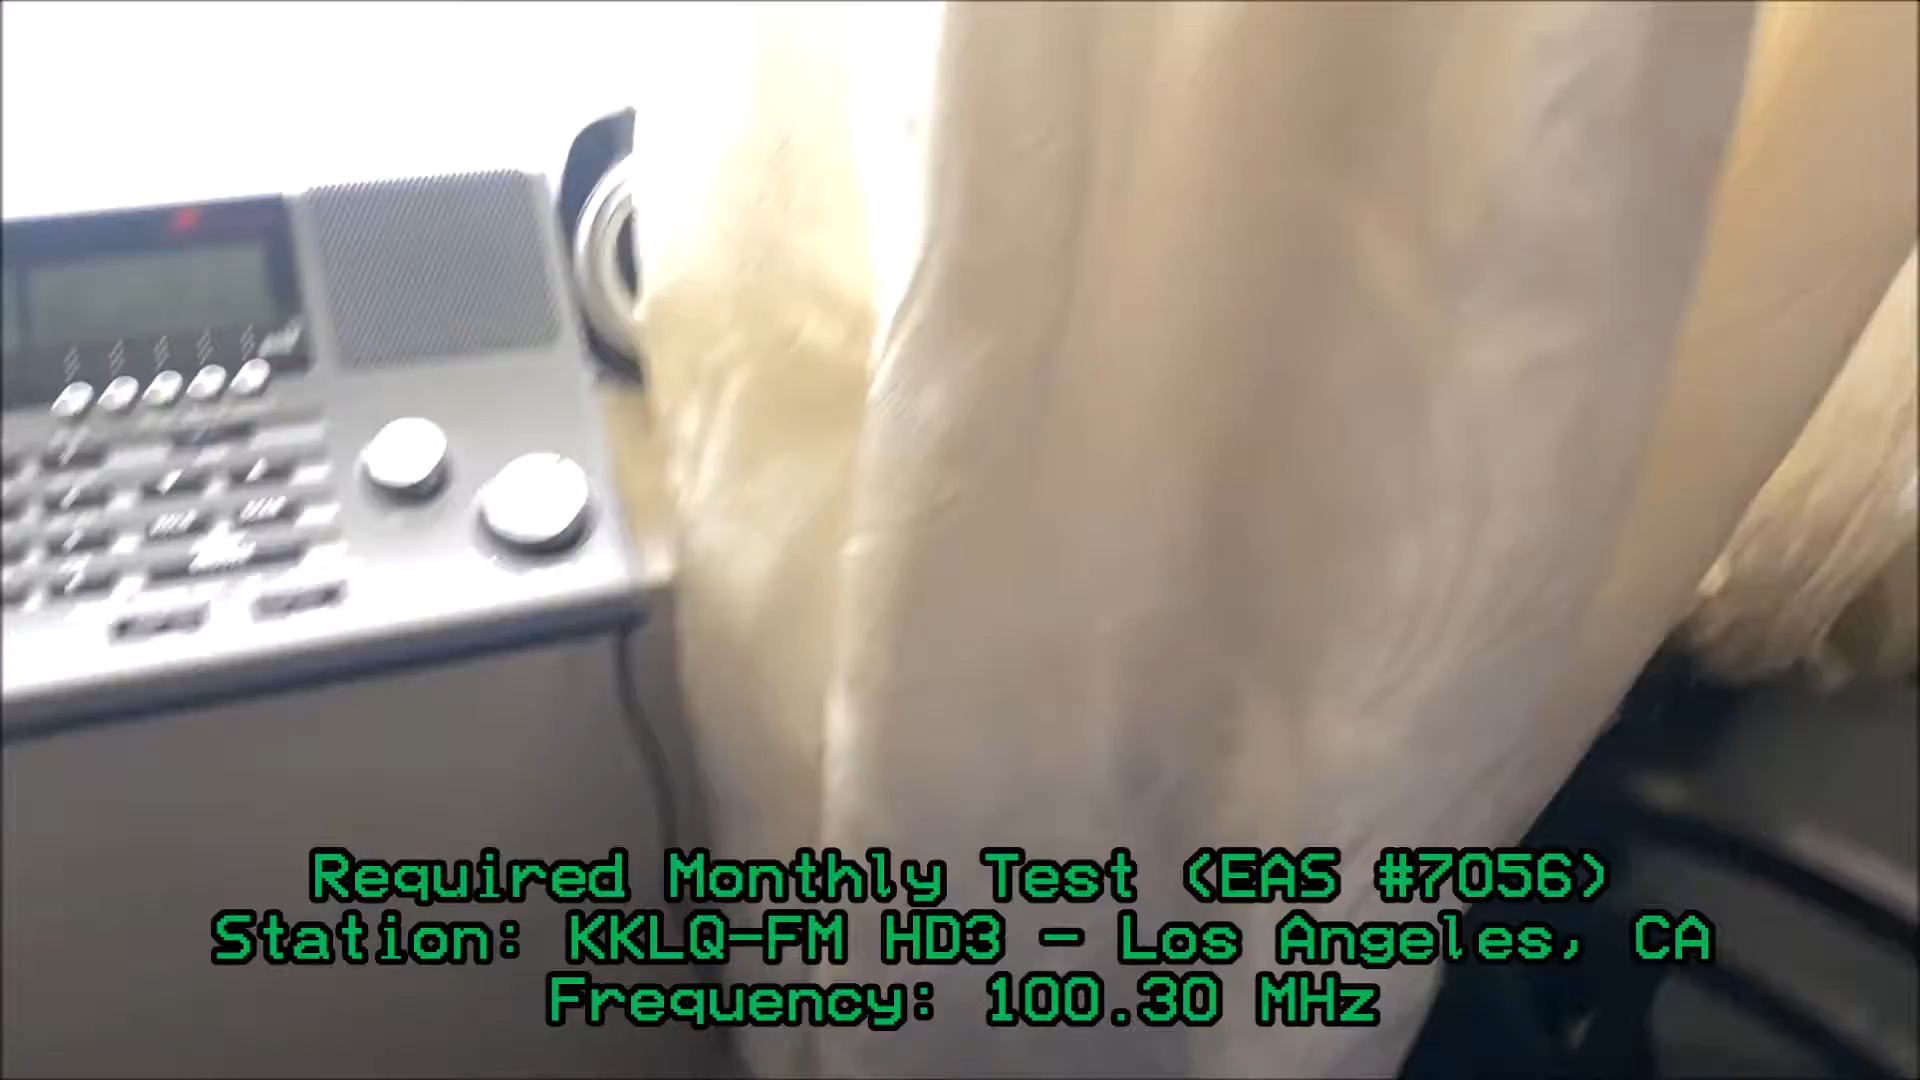 Required Monthly Test (EAS #7056)
Station: KKLQ-FM HD3 - Los Angeles, CA
Frequency: 100.30 MHz